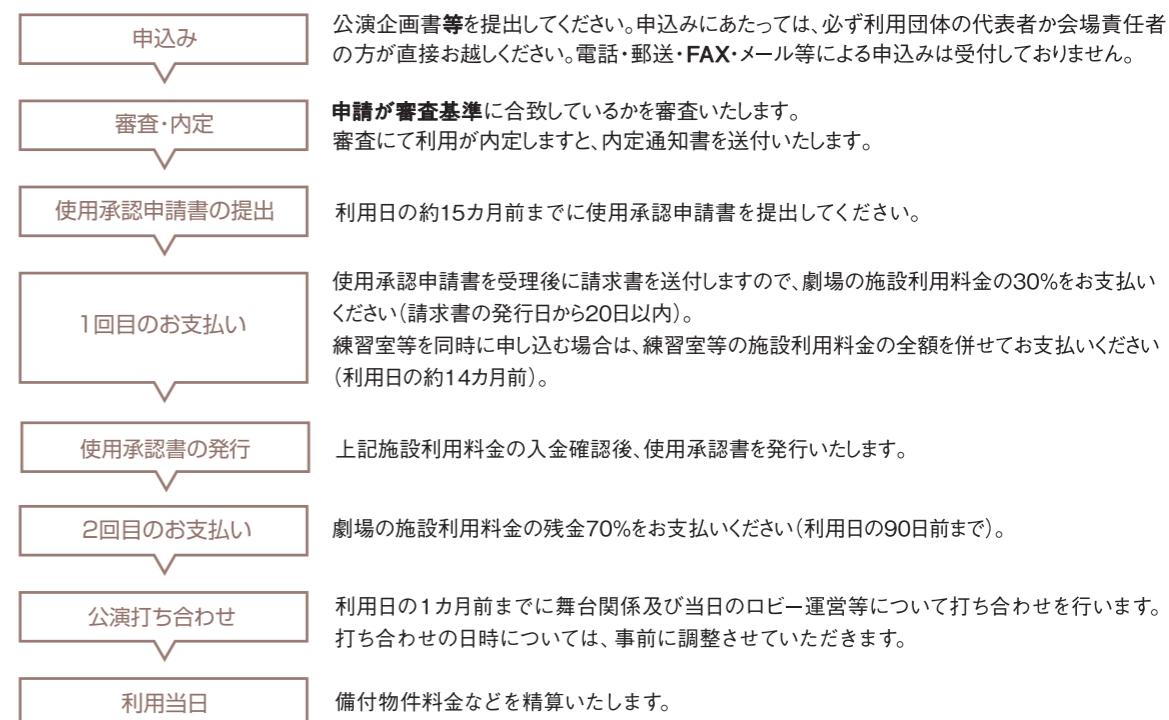 申込み
公演企画書等を提出してください。申込みにあたっては、必ず利用団体の代表者か会場責任者
の方が直接お越しください。電話・郵送・FAX・メール等による申込みは受付しておりません。
審査・内定
申請が審査基準に合致しているかを審査いたします。
審査にて利用が内定しますと、内定通知書を送付いたします。
使用承認申請書の提出
利用日の約15カ月前までに使用承認申請書を提出してください。
1回目のお支払い
使用承認申請書を受理後に請求書を送付しますので、劇場の施設利用料金の30%をお支払い
ください（請求書の発行日から20日以内）。
練習室等を同時に申し込む場合は、練習室等の施設利用料金の全額を併せてお支払いください
（利用日の約14カ月前）。
使用承認書の発行
上記施設利用料金の入金確認後、使用承認書を発行いたします。
2回目のお支払い
劇場の施設利用料金の残金70%をお支払いください（利用日の90日前まで）。
公演打ち合わせ
利用日の1カ月前までに舞台関係及び当日のロビー運営等について打ち合わせを行います。
打ち合わせの日時については、事前に調整させていただきます。
利用当日
備付物件料金などを精算いたします。